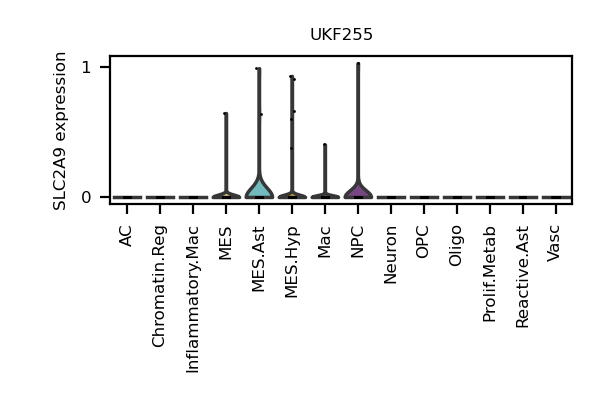 UKF255
SLC2A9 expression
1
0
AC
Chromatin.Reg
Inflammatory.Mac
MES
MES.Ast
MES.Hyp
Mac
NPC
Neuron
OPC
Oligo
Prolif.Metab
Reactive.Ast
Vasc